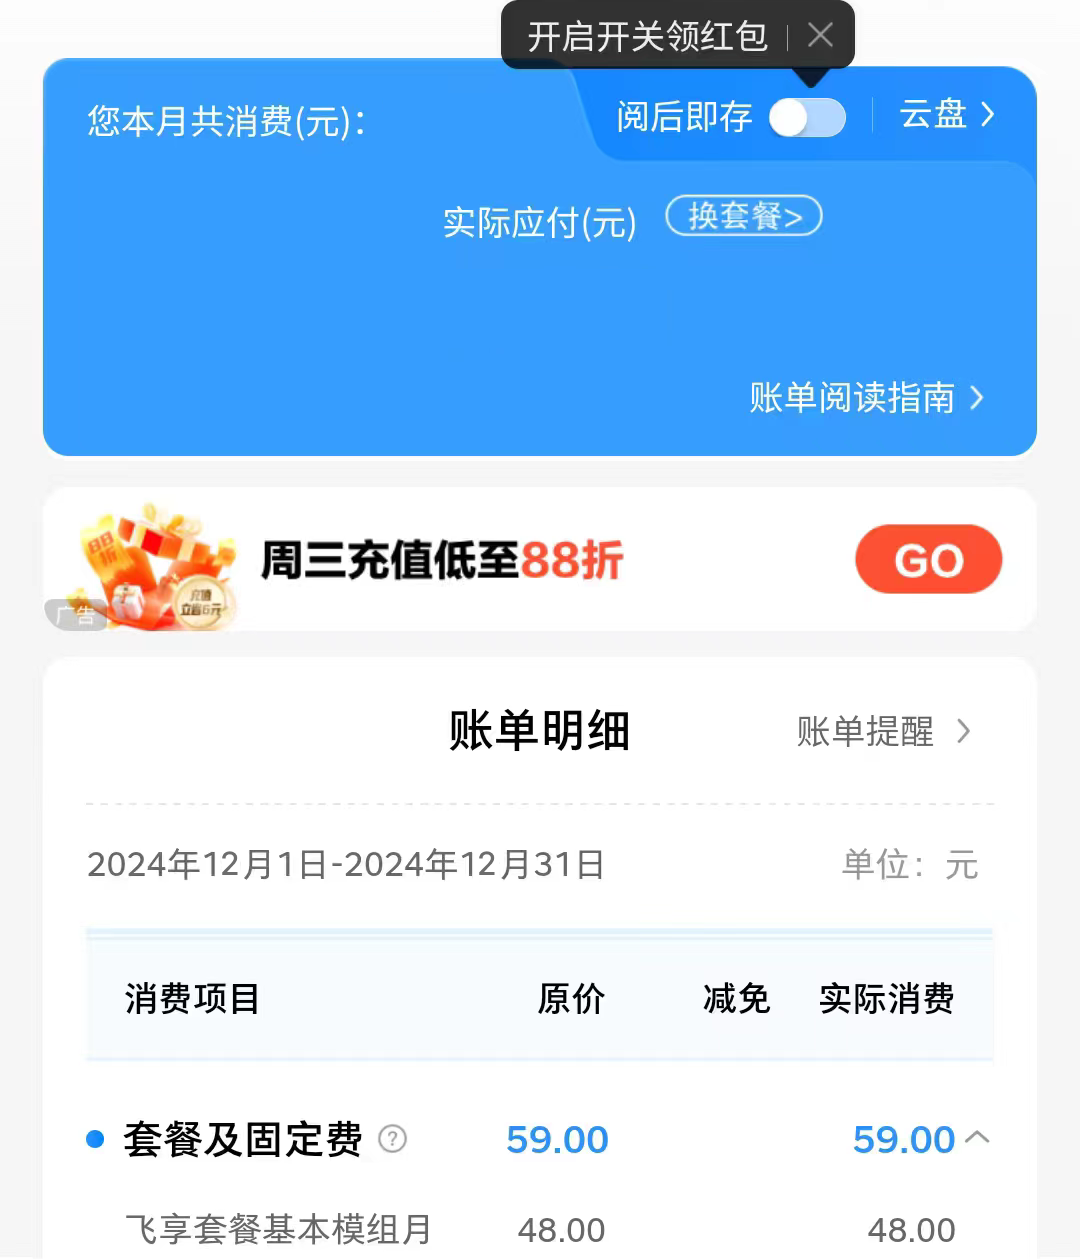 开启开关领红包
您本月共消费(元):
阅后即存
云盘
实际应付(元)
换套餐>
账单阅读指南
周三充值低至88折
GO
88折
充值
立省6元
广告
账单明细
账单提醒
2024年12月1日-2024年12月31日
单位：元
消费项目 原价 减免 实际消费
套餐及固定费 ? 59.00 59.00
飞享套餐基本模组月 48.00 48.00